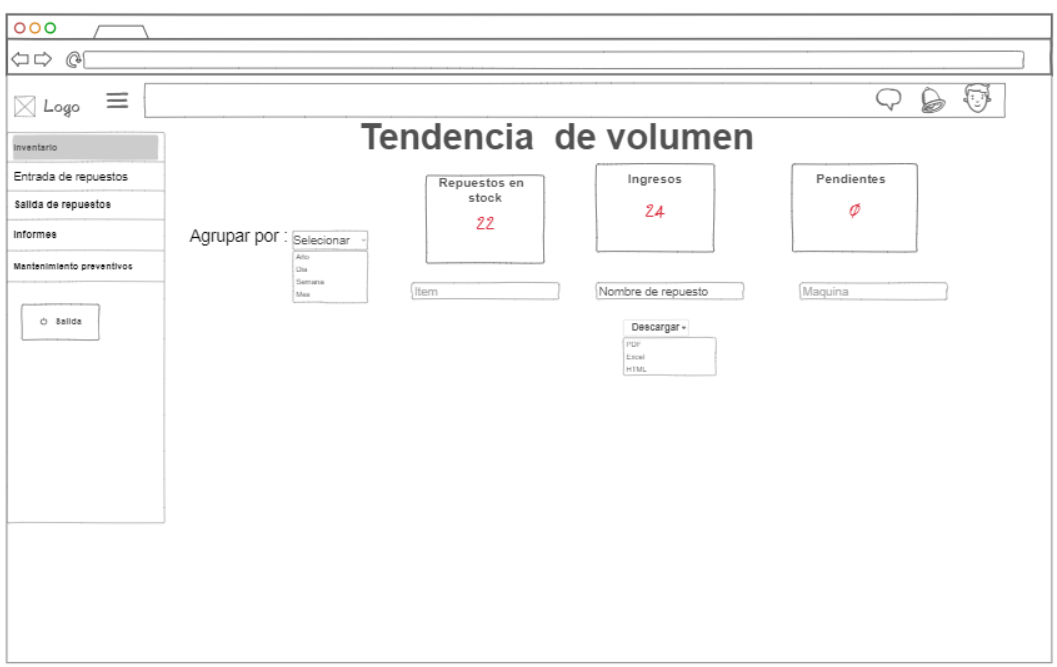 Logo
Tendencia de volumen
Inventario
Entrada de repuestos
Salida de repuestos
Informes
Mantenimiento preventivos
Salida
Repuestos en
stock
22
Ingresos
24
Pendientes
0
Agrupar por :
Selecionar
Año
Dia
Semana
Mes
Item
Nombre de repuesto
Maquina
Descargar
PDF
Excel
HTML